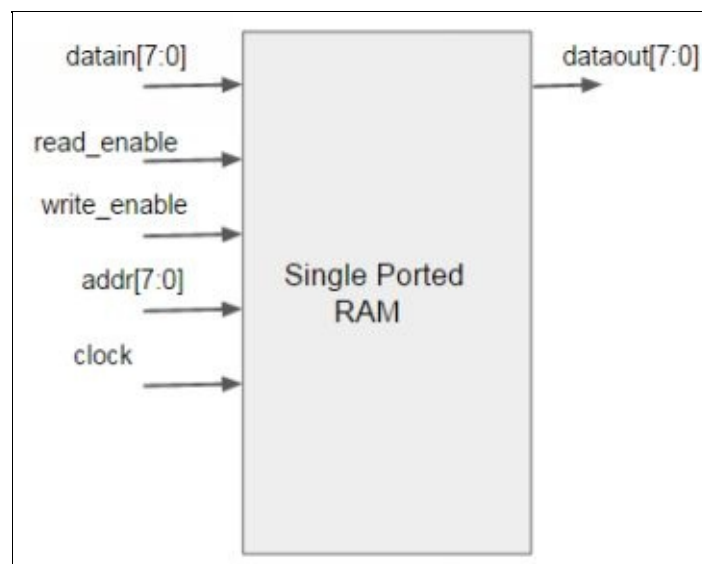 datain[7:0]
dataout[7:0]
read_enable
write_enable
addr[7:0]
Single Ported
RAM
clock